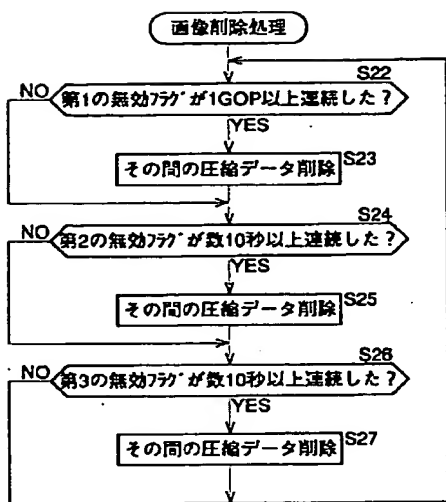 画像削除処理
S22
NO
第1の無効フラグが1GOP以上連続した?
YES
S23
その間の圧縮データ削除
S24
NO
第2の無効フラグが数10秒以上連続した?
YES
S25
その間の圧縮データ削除
S26
NO
第3の無効フラグが数10秒以上連続した?
YES
S27
その間の圧縮データ削除